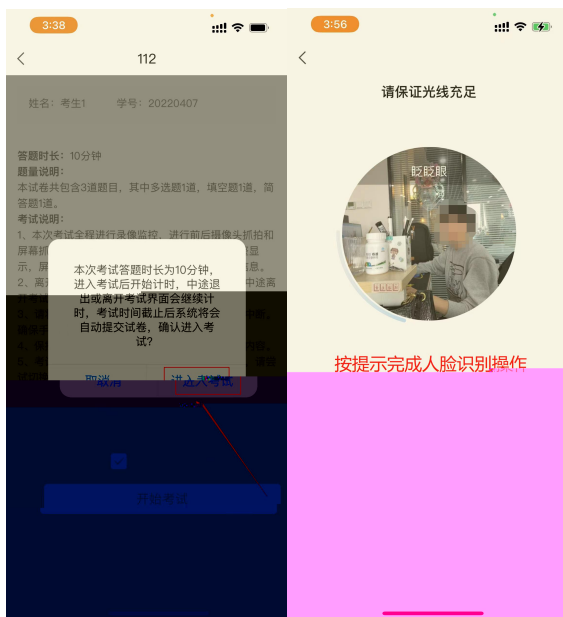 3:38
112
姓名：考生1 学号：20220407
答题时长：10分钟
题量说明：
本试卷共包含3道题目，其中多选题1道，填空题1道，简
答题1道。
考试说明：
1、本次考试全程进行录像监控，进行前后摄像头抓拍和
屏幕抓
显
示，屏
息。
2、离
中途离
本次考试答题时长为10分钟，
进入考试后开始计时，中途退
出或离开考试界面会继续计
时，考试时间截止后系统将会
自动提交试卷，确认进入考
试？
取消 进入考试
开始考试
3:56
请保证光线充足
眨眨眼
按提示完成人脸识别操作